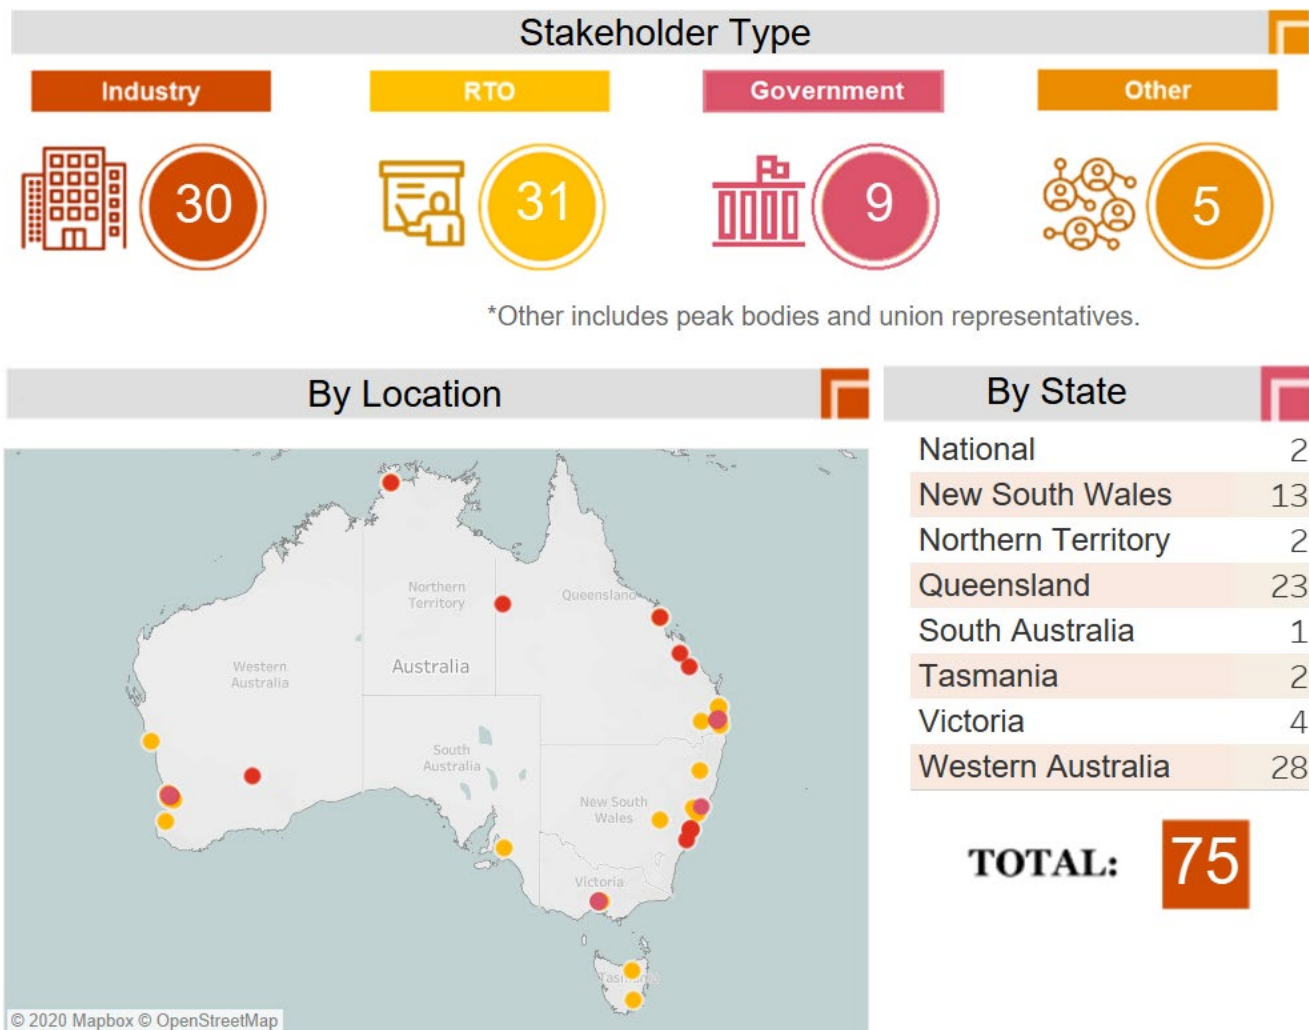 Stakeholder Type
Industry
RTO
Government
Other
30
31
9
5
*Other includes peak bodies and union representatives.
By Location
By State
National 2
New South Wales 13
Northern Territory 2
Queensland 23
South Australia 1
Tasmania 2
Victoria 4
Western Australia 28
TOTAL: 75
Northern
Territory
Queensland
Western
Australia
Australia
South
Australia
New South
Wales
Victoria
Tasmania
© 2020 Mapbox © OpenStreetMap